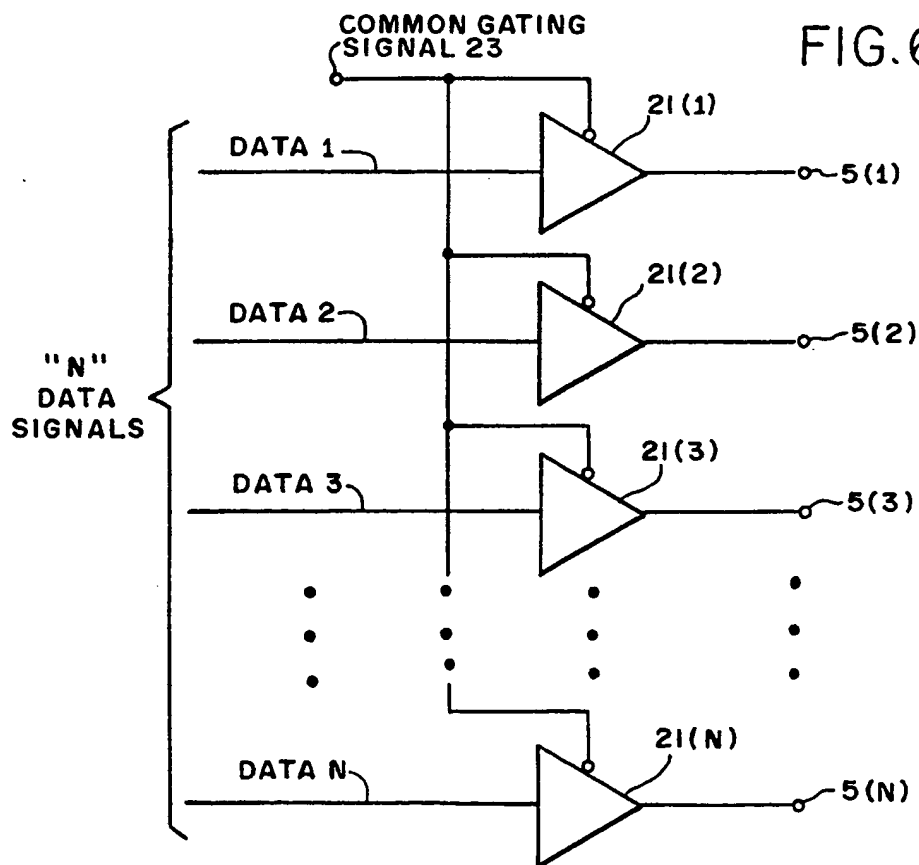 COMMON GATING
SIGNAL 23
FIG. 6
21(1)
DATA 1
5(1)
21(2)
DATA 2
5(2)
"N"
DATA
SIGNALS
21(3)
DATA 3
5(3)
21(N)
DATA N
5(N)